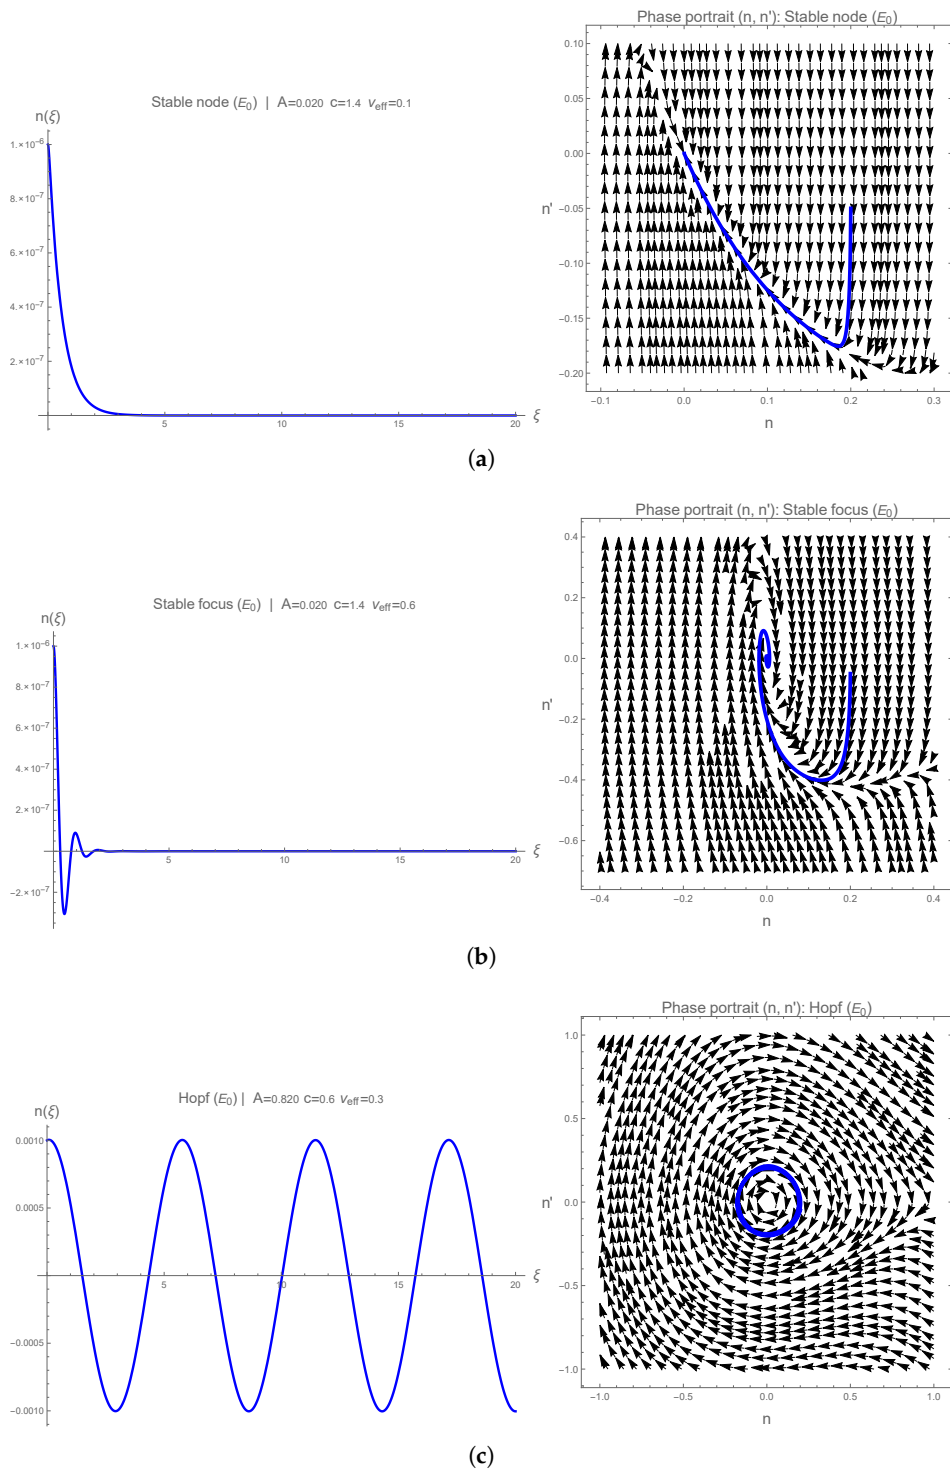 Phase portrait (n, n'): Stable node (E₀)
Stable node (E₀) | A=0.020 c=1.4 νeff=0.1
n(ξ)
1.×10⁻⁶
8.×10⁻⁷
6.×10⁻⁷
4.×10⁻⁷
2.×10⁻⁷
5 10 15 20 ξ
0.10
0.05
0.00
n' −0.05
−0.10
−0.15
−0.20
−0.1 0.0 0.1 0.2 0.3
n
(a)
Phase portrait (n, n'): Stable focus (E₀)
Stable focus (E₀) | A=0.020 c=1.4 νeff=0.6
n(ξ)
1.×10⁻⁶
8.×10⁻⁷
6.×10⁻⁷
4.×10⁻⁷
2.×10⁻⁷
−2.×10⁻⁷
5 10 15 20 ξ
0.4
0.2
0.0
n'
−0.2
−0.4
−0.6
−0.4 −0.2 0.0 0.2 0.4
n
(b)
Phase portrait (n, n'): Hopf (E₀)
Hopf (E₀) | A=0.820 c=0.6 νeff=0.3
n(ξ)
0.0010
0.0005
−0.0005
−0.0010
5 10 15 20 ξ
1.0
0.5
n' 0.0
−0.5
−1.0
−1.0 −0.5 0.0 0.5 1.0
n
(c)